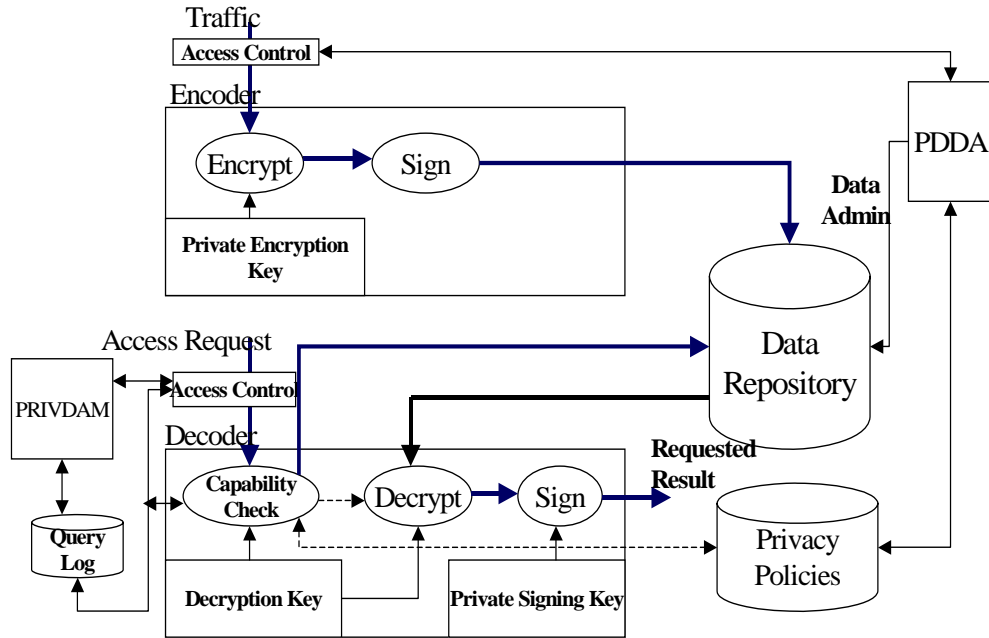 Traffic
Access Control
Encoder
Encrypt
Sign
PDDA
Data
Admin
Private Encryption
Key
Data
Repository
Access Request
Access Control
PRIVDAM
Decoder
Capability
Check
Decrypt
Sign
Requested
Result
Query
Log
Privacy
Policies
Decryption Key
Private Signing Key